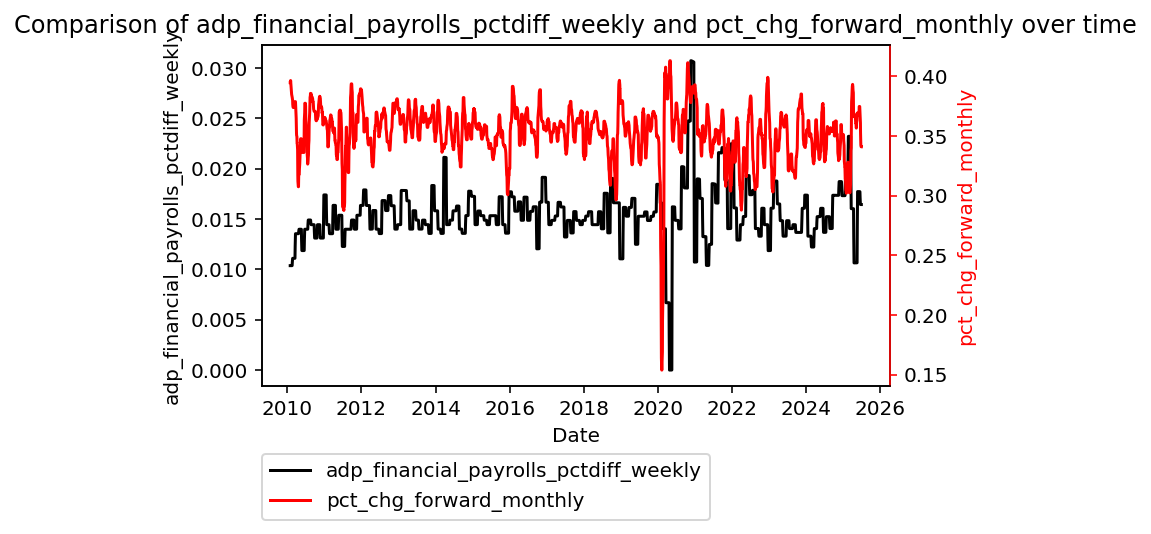 Comparison of adp_financial_payrolls_pctdiff_weekly and pct_chg_forward_monthly over time
adp_financial_payrolls_pctdiff_weekly
0.030
0.025
0.020
0.015
0.010
0.005
0.000
0.40
0.35
0.30
0.25
0.20
0.15
pct_chg_forward_monthly
2010 2012 2014 2016 2018 2020 2022 2024 2026
Date
adp_financial_payrolls_pctdiff_weekly
pct_chg_forward_monthly